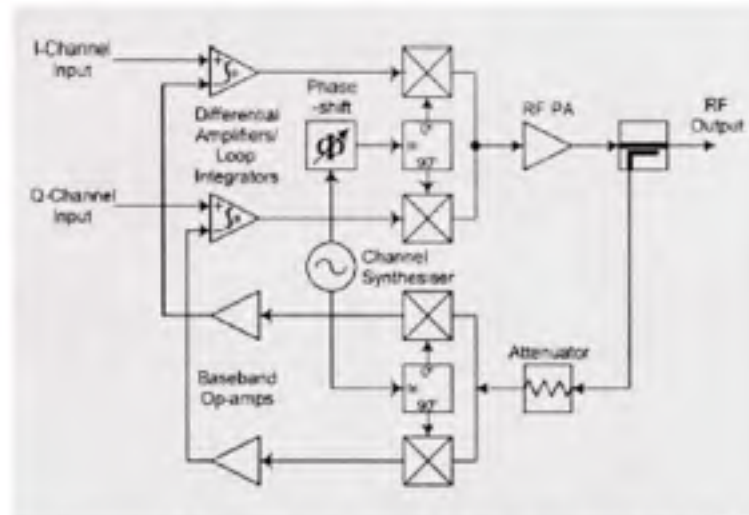 I-Channel
Input
Phase
-shift
Differential
Amplifiers/
Loop
Integrators
RF PA
RF
Output
0°
90°
Q-Channel
Input
Channel
Synthesiser
Attenuator
0°
90°
Baseband
Op-amps